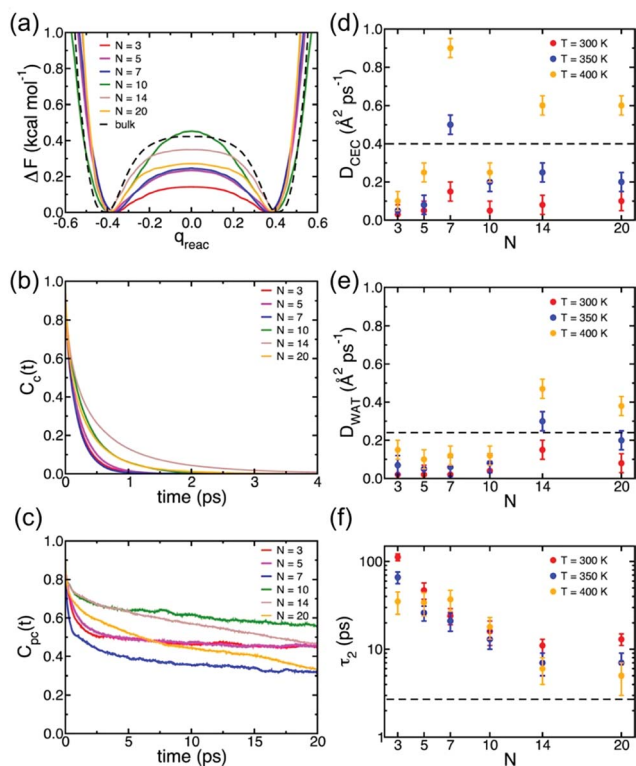 (a)
1.0
0.8
0.6
0.4
0.2
0.0
ΔF (kcal mol⁻¹)
N = 3
N = 5
N = 7
N = 10
N = 14
N = 20
bulk
-0.6 -0.4 -0.2 0.0 0.2 0.4 0.6
q_reac
(b)
1.0
0.8
0.6
0.4
0.2
0.0
C_c(t)
N = 3
N = 5
N = 7
N = 10
N = 14
N = 20
0 1 2 3 4
time (ps)
(c)
1.0
0.8
0.6
0.4
0.2
0.0
C_pc(t)
N = 3
N = 5
N = 7
N = 10
N = 14
N = 20
0 5 10 15 20
time (ps)
(d)
1.0
0.8
0.6
0.4
0.2
0.0
D_CEC (Å² ps⁻¹)
T = 300 K
T = 350 K
T = 400 K
3 5 7 10 14 20
N
(e)
1.0
0.8
0.6
0.4
0.2
0.0
D_WAT (Å² ps⁻¹)
T = 300 K
T = 350 K
T = 400 K
3 5 7 10 14 20
N
(f)
100
10
1
τ₂ (ps)
T = 300 K
T = 350 K
T = 400 K
3 5 7 10 14 20
N